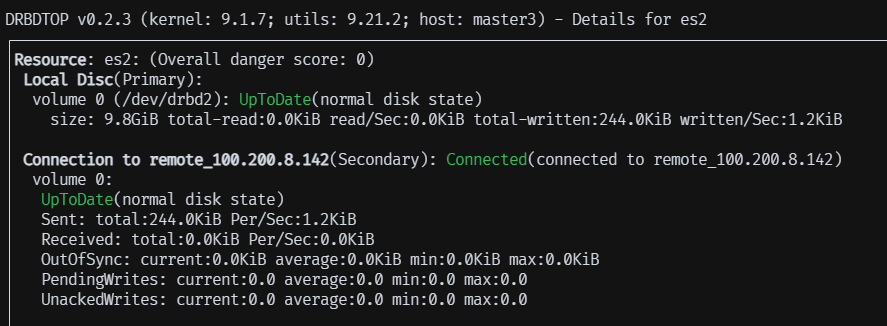 DRBDTOP v0.2.3 (kernel: 9.1.7; utils: 9.21.2; host: master3) - Details for es2
Resource: es2: (Overall danger score: 0)
Local Disc(Primary):
volume 0 (/dev/drbd2): UpToDate(normal disk state)
size: 9.8GiB total-read:0.0KiB read/Sec:0.0KiB total-written:244.0KiB written/Sec:1.2KiB
Connection to remote_100.200.8.142(Secondary): Connected(connected to remote_100.200.8.142)
volume 0:
UpToDate(normal disk state)
Sent: total:244.0KiB Per/Sec:1.2KiB
Received: total:0.0KiB Per/Sec:0.0KiB
OutOfSync: current:0.0KiB average:0.0KiB min:0.0KiB max:0.0KiB
PendingWrites: current:0.0 average:0.0 min:0.0 max:0.0
UnackedWrites: current:0.0 average:0.0 min:0.0 max:0.0